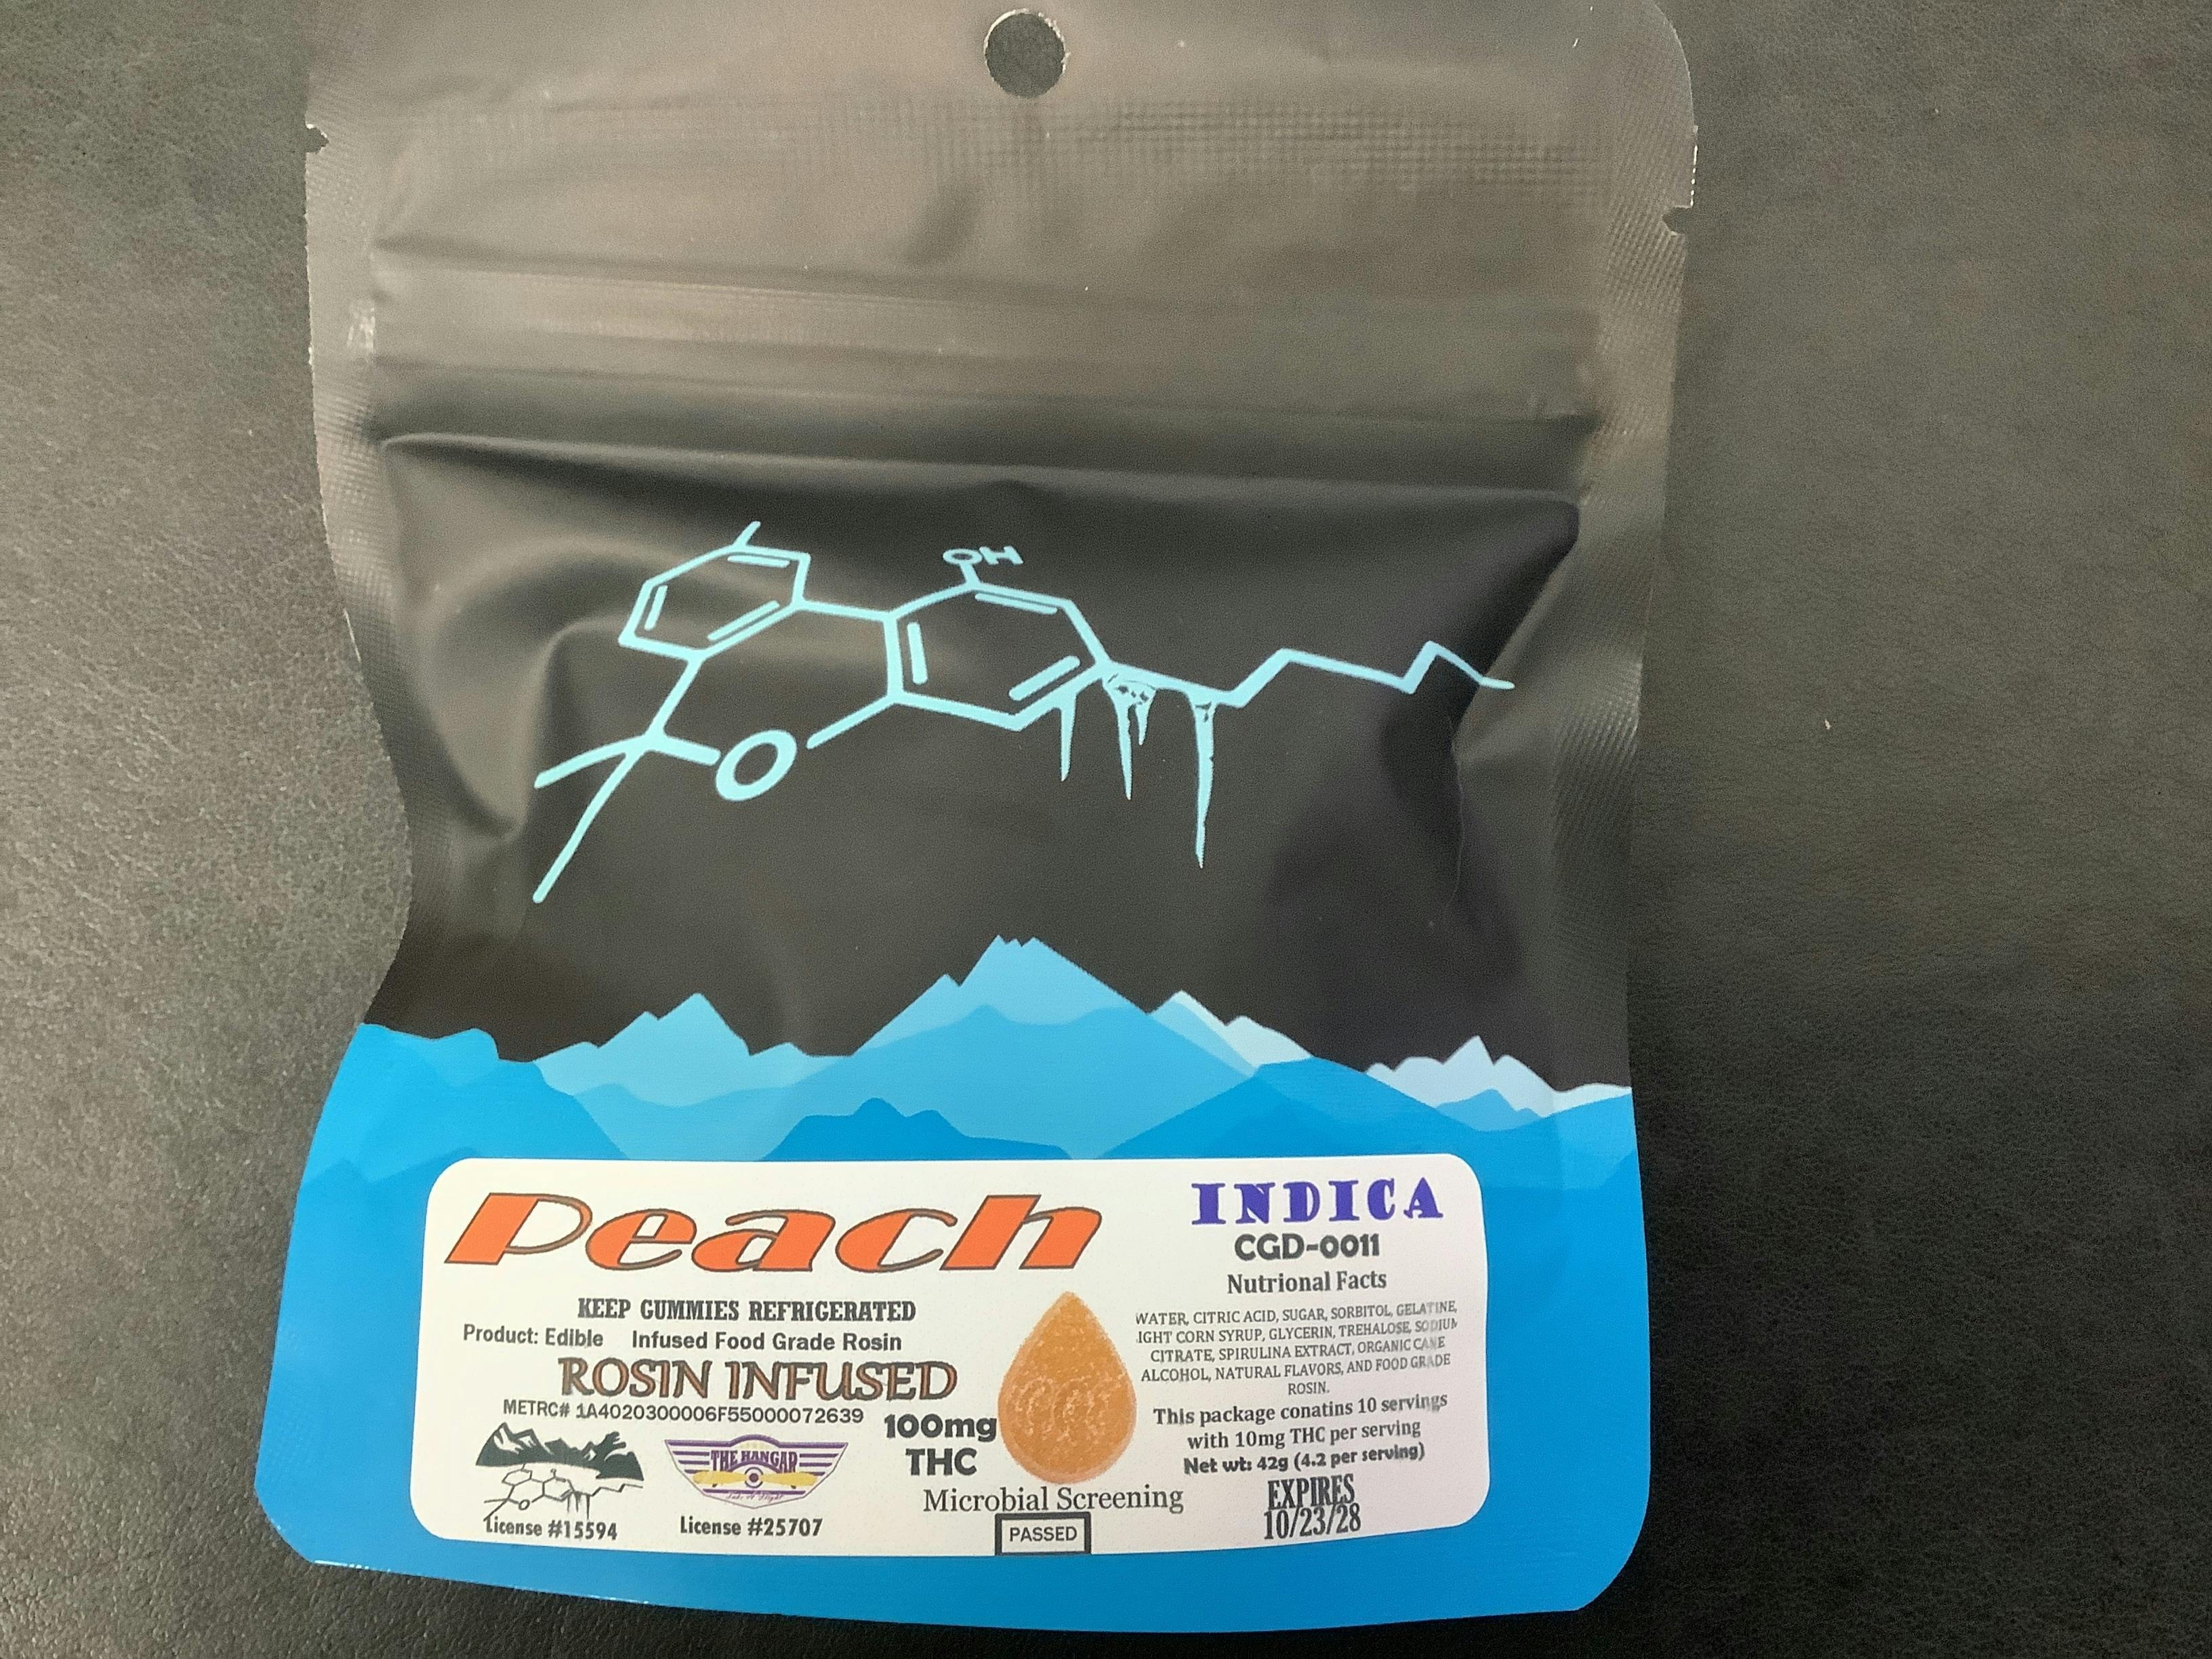 OH
O
Peach
KEEP GUMMIES REFRIGERATED
Product: Edible Infused Food Grade Rosin
ROSIN INFUSED
METRC# 1A4020300006F55000072639
100mg
THC
THE HANGAR
License #15594
License #25707
Microbial Screening
PASSED
INDICA
CGD-0011
Nutrional Facts
WATER, CITRIC ACID, SUGAR, SORBITOL, GELATINE,
IGHT CORN SYRUP, GLYCERIN, TREHALOSE, SODIUM
CITRATE, SPIRULINA EXTRACT, ORGANIC CANE
ALCOHOL, NATURAL FLAVORS, AND FOOD GRADE
ROSIN.
This package conatins 10 servings
with 10mg THC per serving
Net wt: 42g (4.2 per serving)
EXPIRES
10/23/28